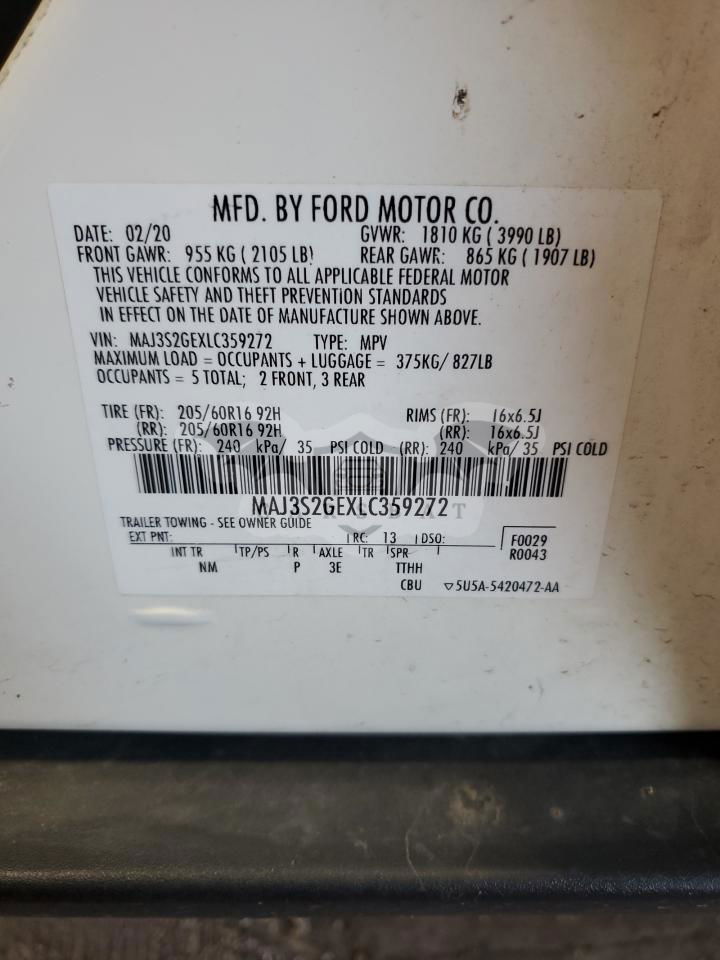 MFD. BY FORD MOTOR CO.
DATE: 02/20 GVWR: 1810 KG ( 3990 LB)
FRONT GAWR: 955 KG ( 2105 LB) REAR GAWR: 865 KG ( 1907 LB)
THIS VEHICLE CONFORMS TO ALL APPLICABLE FEDERAL MOTOR
VEHICLE SAFETY AND THEFT PREVENTION STANDARDS
IN EFFECT ON THE DATE OF MANUFACTURE SHOWN ABOVE.
VIN: MAJ3S2GEXLC359272 TYPE: MPV
MAXIMUM LOAD = OCCUPANTS + LUGGAGE = 375KG/ 827LB
OCCUPANTS = 5 TOTAL; 2 FRONT, 3 REAR
TIRE (FR): 205/60R16 92H RIMS (FR): 16x6.5J
(RR): 205/60R16 92H (RR): 16x6.5J
PRESSURE (FR): 240 kPa/ 35 PSI COLD (RR): 240 kPa/ 35 PSI COLD
MAJ3S2GEXLC359272
TRAILER TOWING - SEE OWNER GUIDE
EXT PNT: RC: 13 DSO: F0029
INT TR TP/PS R AXLE TR SPR R0043
NM P 3E TTHH
CBU ▽5U5A-5420472-AA